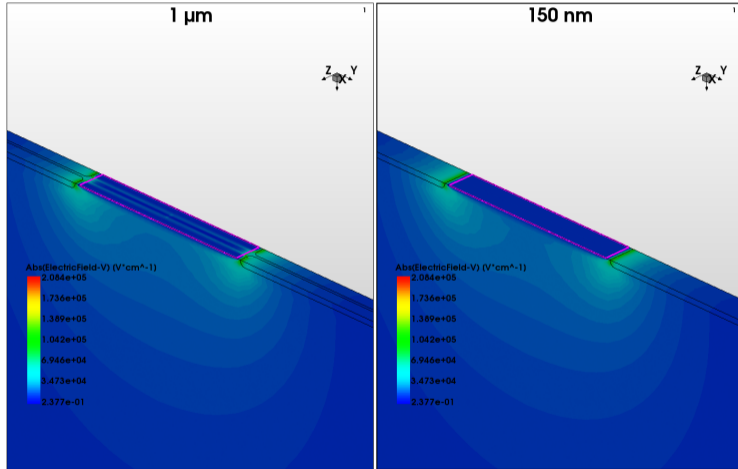 1 µm
1
Z Y
X
Abs(ElectricField-V) (V*cm^-1)
2.084e+05
1.736e+05
1.389e+05
1.042e+05
6.946e+04
3.473e+04
2.377e-01
150 nm
1
Z Y
X
Abs(ElectricField-V) (V*cm^-1)
2.084e+05
1.736e+05
1.389e+05
1.042e+05
6.946e+04
3.473e+04
2.377e-01